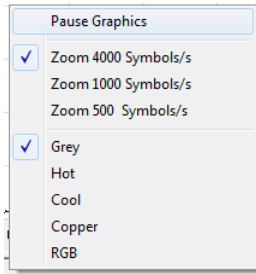 Pause Graphics
Zoom 4000 Symbols/s
Zoom 1000 Symbols/s
Zoom 500  Symbols/s
Grey
Hot
Cool
Copper
RGB